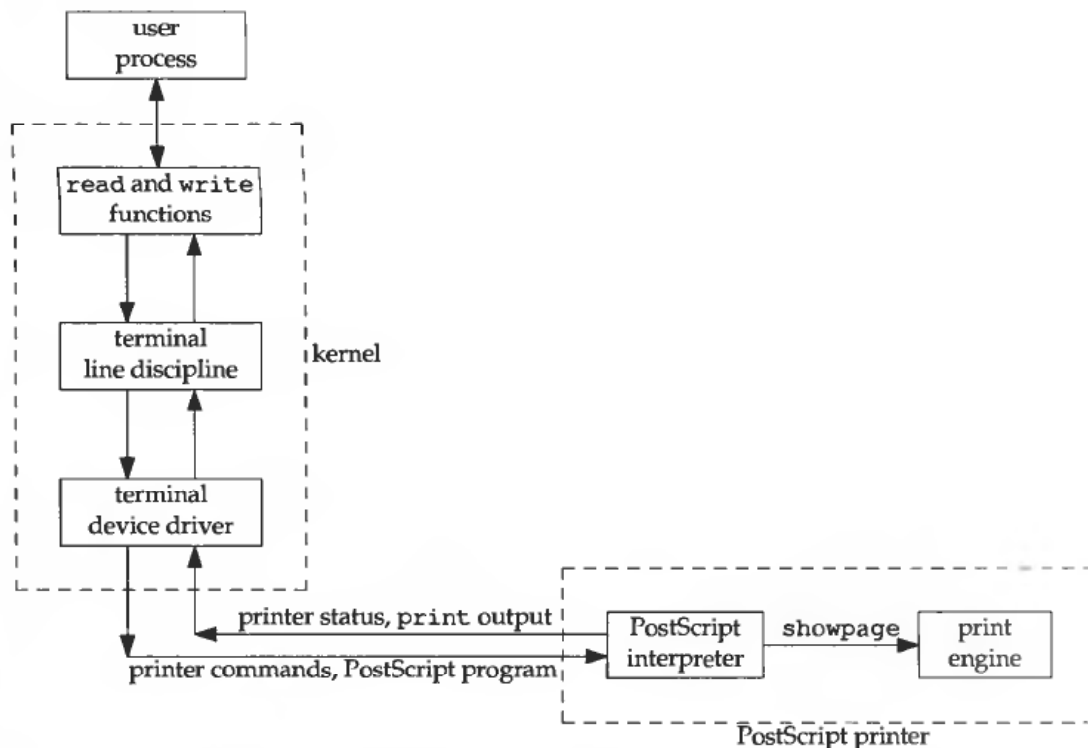 user
process
read and write
functions
terminal
line discipline
kernel
terminal
device driver
printer status, print output
printer commands, PostScript program
PostScript
interpreter
showpage
print
engine
PostScript printer